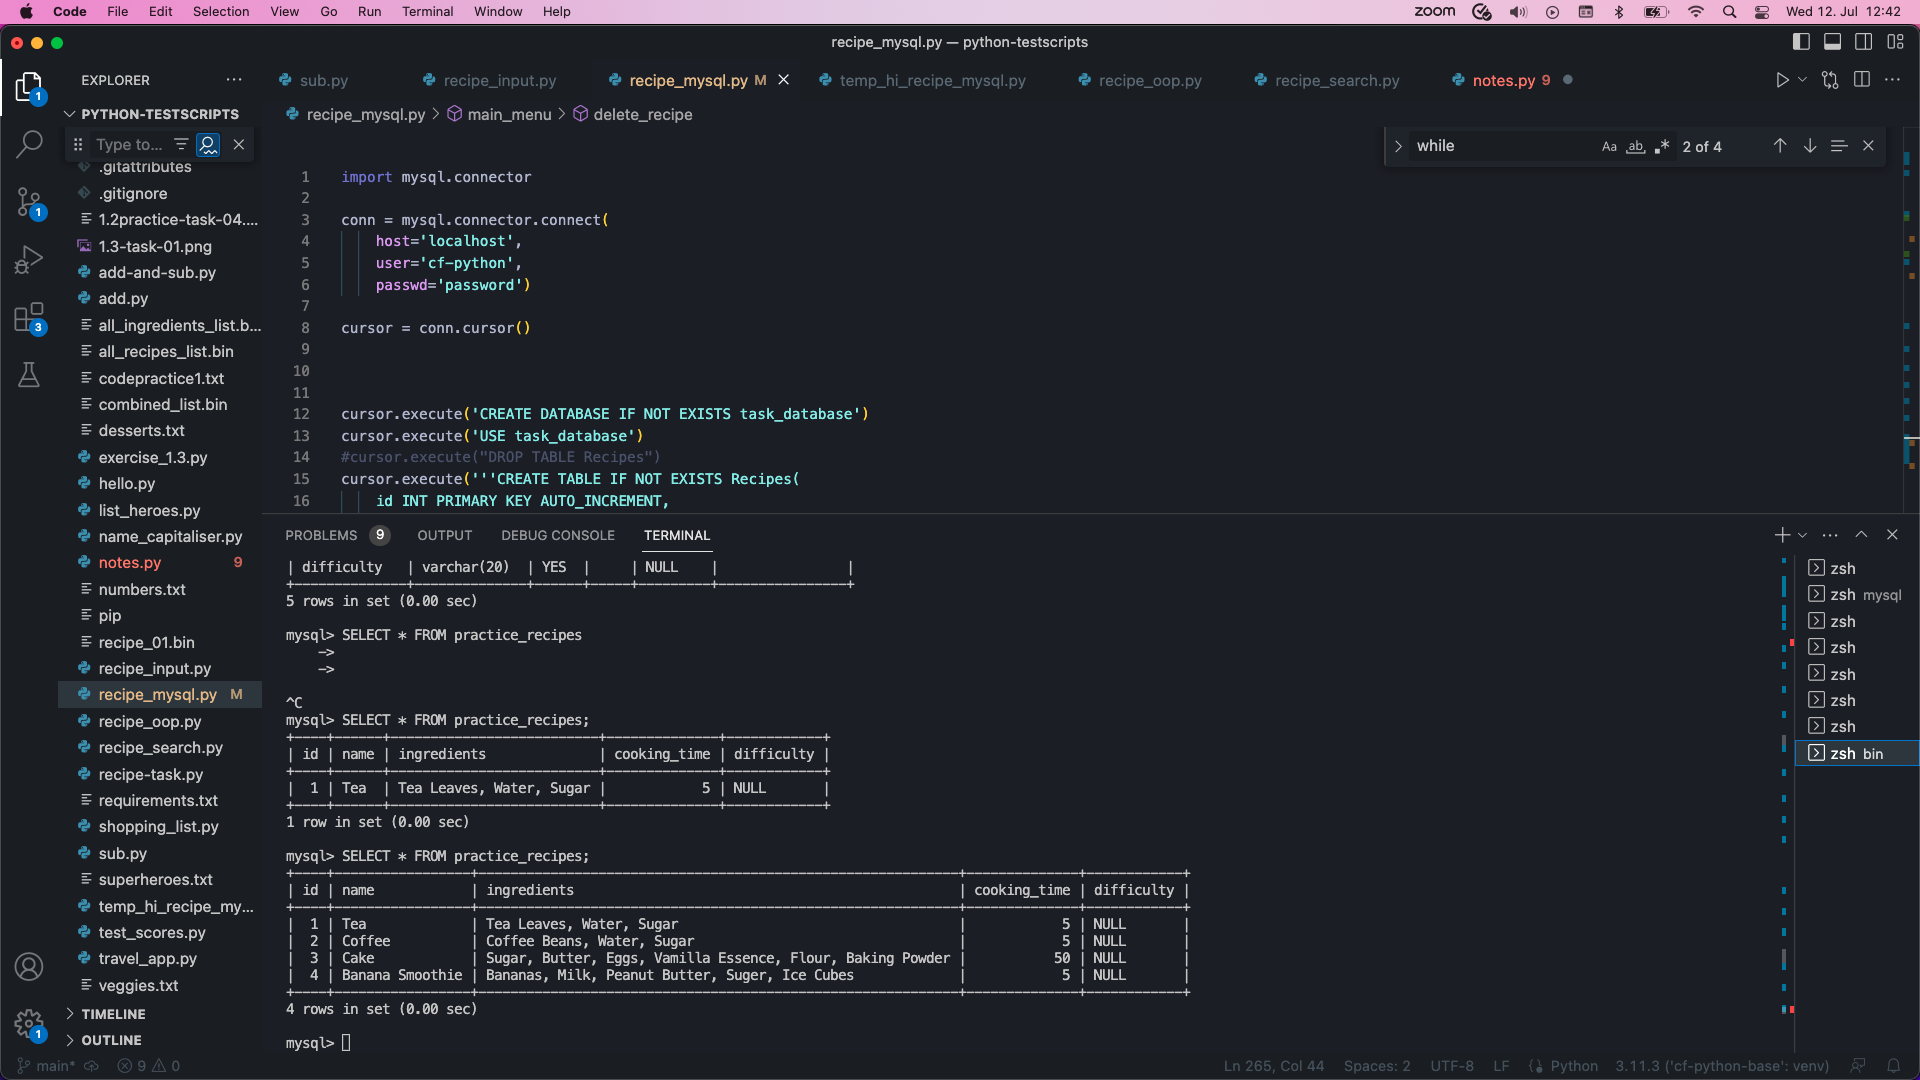 Code File Edit Selection View Go Run Terminal Window Help zoom Wed 12. Jul 12:42
recipe_mysql.py — python-testscripts
EXPLORER
sub.py recipe_input.py recipe_mysql.py M temp_hi_recipe_mysql.py recipe_oop.py recipe_search.py notes.py 9
PYTHON-TESTSCRIPTS
recipe_mysql.py > main_menu > delete_recipe
Type to...
while Aa ab .* 2 of 4
.gitattributes
.gitignore
1.2practice-task-04....
1.3-task-01.png
add-and-sub.py
add.py
all_ingredients_list.b...
all_recipes_list.bin
codepractice1.txt
combined_list.bin
desserts.txt
exercise_1.3.py
hello.py
list_heroes.py
name_capitaliser.py
notes.py 9
numbers.txt
pip
recipe_01.bin
recipe_input.py
recipe_mysql.py M
recipe_oop.py
recipe_search.py
recipe-task.py
requirements.txt
shopping_list.py
sub.py
superheroes.txt
temp_hi_recipe_my...
test_scores.py
travel_app.py
veggies.txt
TIMELINE
OUTLINE
1
1
3
1
1 import mysql.connector
2
3 conn = mysql.connector.connect(
4 host='localhost',
5 user='cf-python',
6 passwd='password')
7
8 cursor = conn.cursor()
9
10
11
12 cursor.execute('CREATE DATABASE IF NOT EXISTS task_database')
13 cursor.execute('USE task_database')
14 #cursor.execute("DROP TABLE Recipes")
15 cursor.execute('''CREATE TABLE IF NOT EXISTS Recipes(
16 id INT PRIMARY KEY AUTO_INCREMENT,
PROBLEMS 9 OUTPUT DEBUG CONSOLE TERMINAL
| difficulty | varchar(20) | YES | | NULL | |
+--------------+--------------+------+-----+---------+----------------+
5 rows in set (0.00 sec)
mysql> SELECT * FROM practice_recipes
->
->
^C
mysql> SELECT * FROM practice_recipes;
+----+------+-------------------------+--------------+------------+
| id | name | ingredients | cooking_time | difficulty |
+----+------+-------------------------+--------------+------------+
| 1 | Tea | Tea Leaves, Water, Sugar | 5 | NULL |
+----+------+-------------------------+--------------+------------+
1 row in set (0.00 sec)
mysql> SELECT * FROM practice_recipes;
+----+----------------+----------------------------------------------------------+--------------+------------+
| id | name | ingredients | cooking_time | difficulty |
+----+----------------+----------------------------------------------------------+--------------+------------+
| 1 | Tea | Tea Leaves, Water, Sugar | 5 | NULL |
| 2 | Coffee | Coffee Beans, Water, Sugar | 5 | NULL |
| 3 | Cake | Sugar, Butter, Eggs, Vamilla Essence, Flour, Baking Powder | 50 | NULL |
| 4 | Banana Smoothie | Bananas, Milk, Peanut Butter, Suger, Ice Cubes | 5 | NULL |
+----+----------------+----------------------------------------------------------+--------------+------------+
4 rows in set (0.00 sec)
mysql>
zsh
zsh mysql
zsh
zsh
zsh
zsh
zsh
zsh bin
main* 9 0 Ln 265, Col 44 Spaces: 2 UTF-8 LF Python 3.11.3 ('cf-python-base': venv)